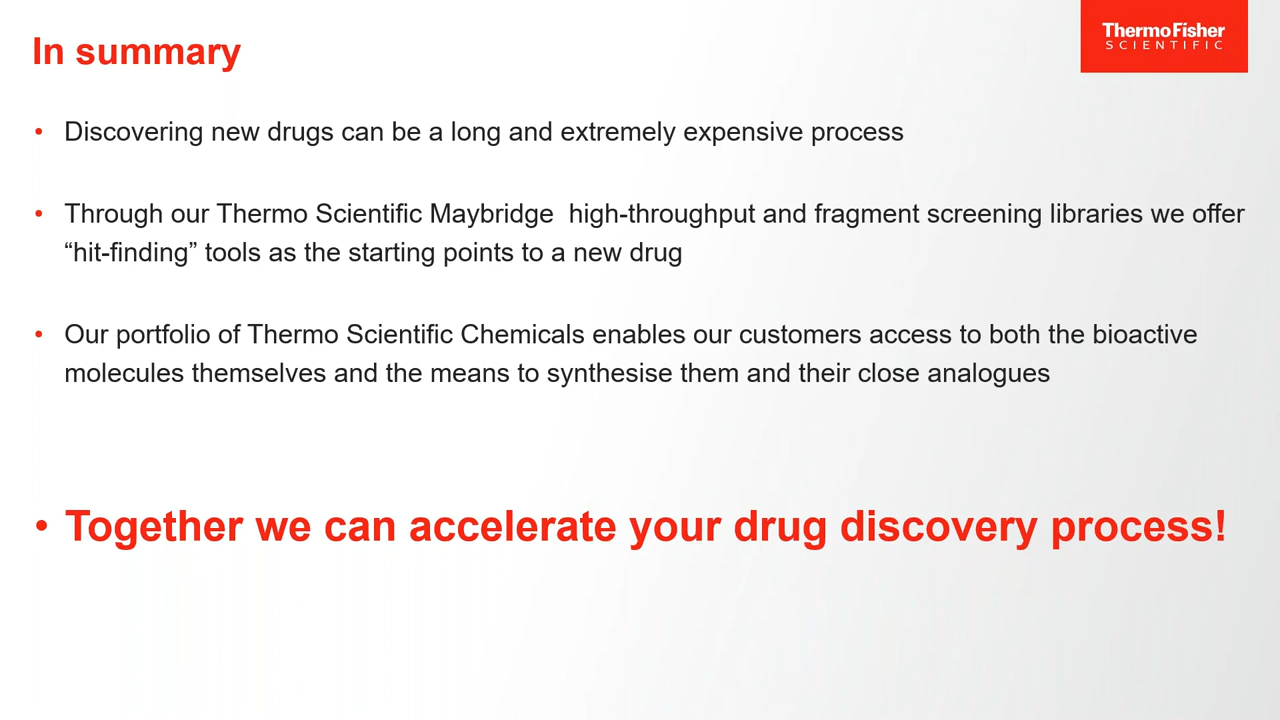 In summary
ThermoFisher
SCIENTIFIC
• Discovering new drugs can be a long and extremely expensive process
• Through our Thermo Scientific Maybridge  high-throughput and fragment screening libraries we offer
“hit-finding” tools as the starting points to a new drug
• Our portfolio of Thermo Scientific Chemicals enables our customers access to both the bioactive
molecules themselves and the means to synthesise them and their close analogues
• Together we can accelerate your drug discovery process!